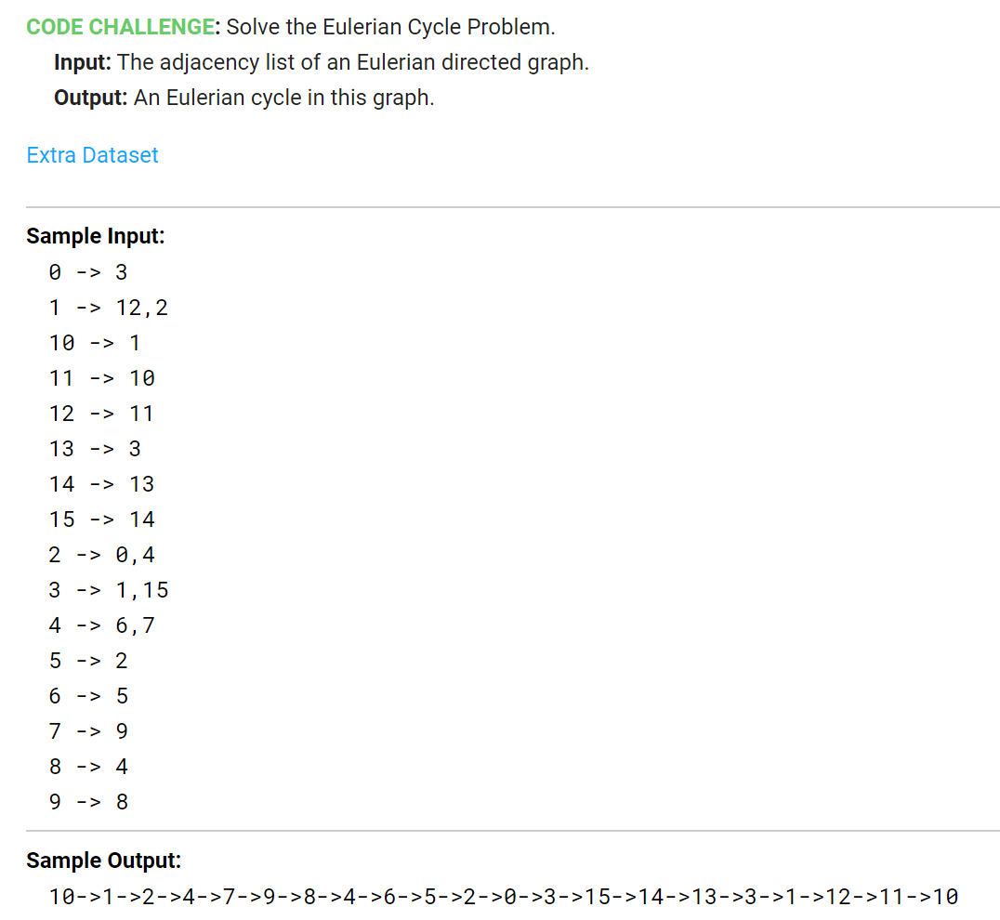 CODE CHALLENGE: Solve the Eulerian Cycle Problem.
Input: The adjacency list of an Eulerian directed graph.
Output: An Eulerian cycle in this graph.
Extra Dataset
Sample Input:
0 -> 3
1 -> 12,2
10 -> 1
11 -> 10
12 -> 11
13 -> 3
14 -> 13
15 -> 14
2 -> 0,4
3 -> 1,15
4 -> 6,7
5 -> 2
6 -> 5
7 -> 9
8 -> 4
9 -> 8
Sample Output:
10->1->2->4->7->9->8->4->6->5->2->0->3->15->14->13->3->1->12->11->10